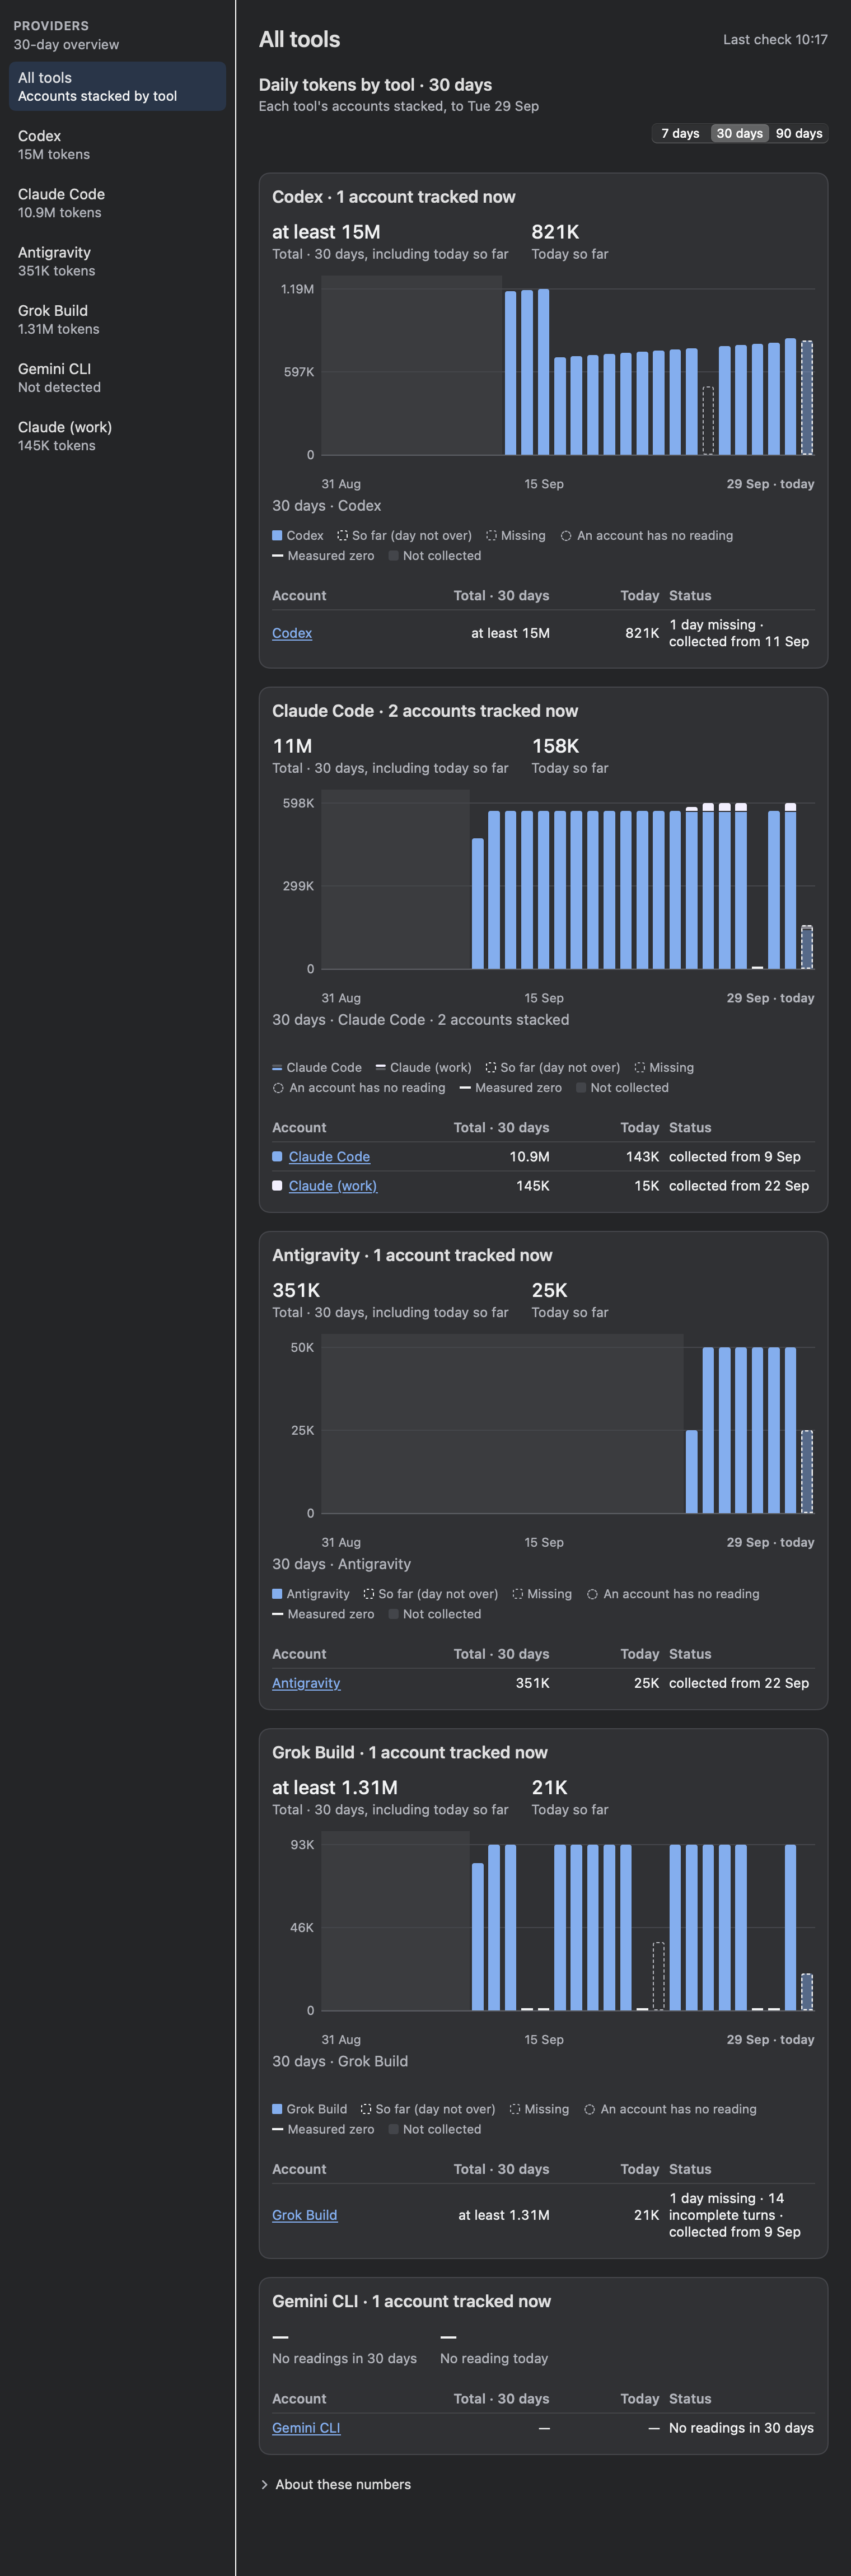 PROVIDERS
30-day overview
All tools
Accounts stacked by tool
Codex
15M tokens
Claude Code
10.9M tokens
Antigravity
351K tokens
Grok Build
1.31M tokens
Gemini CLI
Not detected
Claude (work)
145K tokens
All tools
Last check 10:17
Daily tokens by tool · 30 days
Each tool's accounts stacked, to Tue 29 Sep
7 days 30 days 90 days
Codex · 1 account tracked now
at least 15M 821K
Total · 30 days, including today so far Today so far
1.19M
597K
0
31 Aug 15 Sep 29 Sep · today
30 days · Codex
Codex So far (day not over) Missing An account has no reading
Measured zero Not collected
Account Total · 30 days Today Status
Codex at least 15M 821K 1 day missing ·
collected from 11 Sep
Claude Code · 2 accounts tracked now
11M 158K
Total · 30 days, including today so far Today so far
598K
299K
0
31 Aug 15 Sep 29 Sep · today
30 days · Claude Code · 2 accounts stacked
Claude Code Claude (work) So far (day not over) Missing
An account has no reading Measured zero Not collected
Account Total · 30 days Today Status
Claude Code 10.9M 143K collected from 9 Sep
Claude (work) 145K 15K collected from 22 Sep
Antigravity · 1 account tracked now
351K 25K
Total · 30 days, including today so far Today so far
50K
25K
0
31 Aug 15 Sep 29 Sep · today
30 days · Antigravity
Antigravity So far (day not over) Missing An account has no reading
Measured zero Not collected
Account Total · 30 days Today Status
Antigravity 351K 25K collected from 22 Sep
Grok Build · 1 account tracked now
at least 1.31M 21K
Total · 30 days, including today so far Today so far
93K
46K
0
31 Aug 15 Sep 29 Sep · today
30 days · Grok Build
Grok Build So far (day not over) Missing An account has no reading
Measured zero Not collected
Account Total · 30 days Today Status
Grok Build at least 1.31M 21K 1 day missing · 14
incomplete turns ·
collected from 9 Sep
Gemini CLI · 1 account tracked now
— —
No readings in 30 days No reading today
Account Total · 30 days Today Status
Gemini CLI — — No readings in 30 days
About these numbers